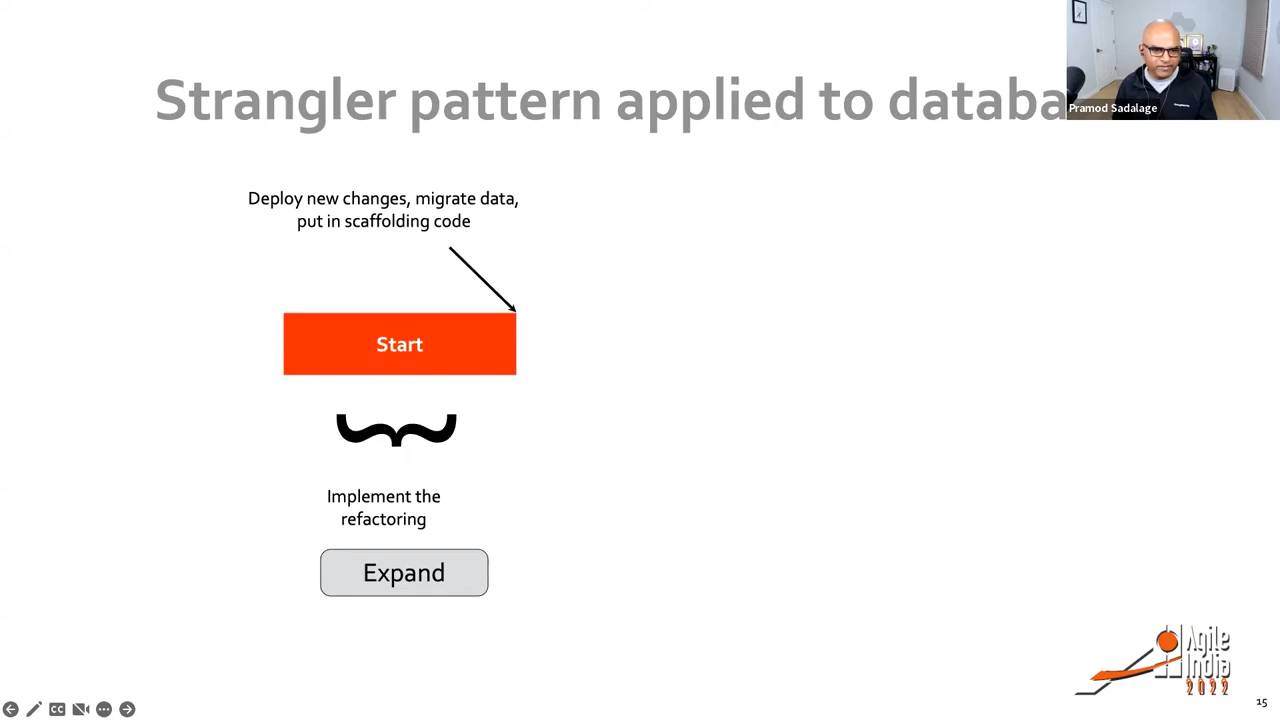 Strangler pattern applied to databa
Pramod Sadalage
Deploy new changes, migrate data,
put in scaffolding code
Start
Implement the
refactoring
Expand
Agile
India
2022
CC
15